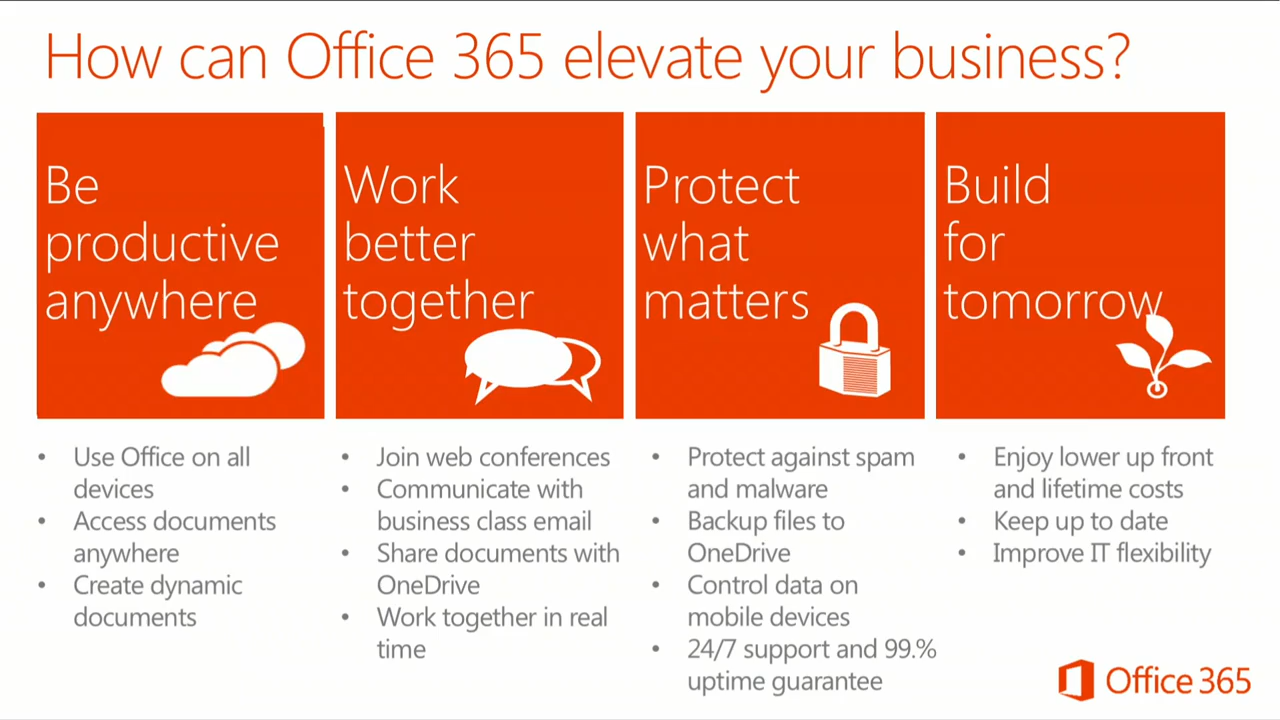 How can Office 365 elevate your business?
Be
productive
anywhere
Work
better
together
Protect
what
matters
Build
for
tomorrow
• Use Office on all
devices
• Access documents
anywhere
• Create dynamic
documents
• Join web conferences
• Communicate with
business class email
• Share documents with
OneDrive
• Work together in real
time
• Protect against spam
and malware
• Backup files to
OneDrive
• Control data on
mobile devices
• 24/7 support and 99.%
uptime guarantee
• Enjoy lower up front
and lifetime costs
• Keep up to date
• Improve IT flexibility
Office 365